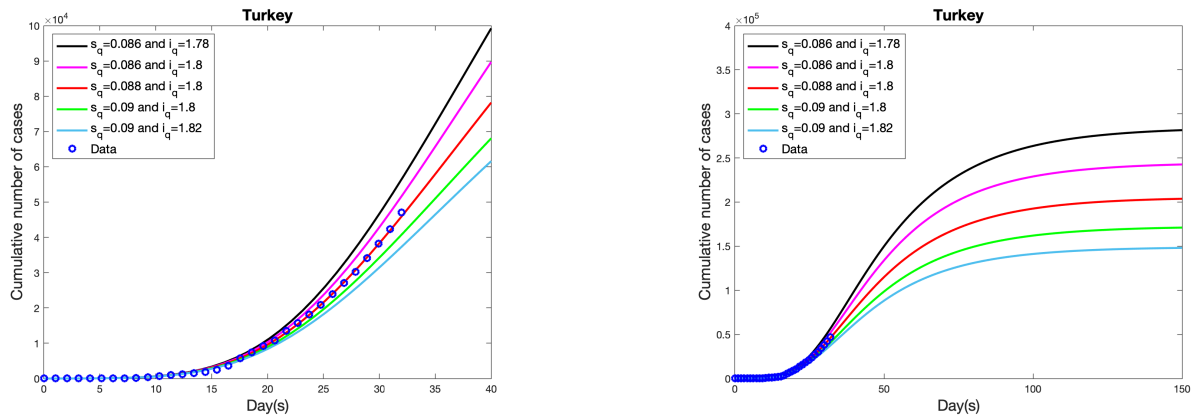 Turkey
×10^4
Cumulative number of cases
10
9
8
7
6
5
4
3
2
1
0
s_q=0.086 and i_q=1.78
s_q=0.086 and i_q=1.8
s_q=0.088 and i_q=1.8
s_q=0.09 and i_q=1.8
s_q=0.09 and i_q=1.82
Data
0 5 10 15 20 25 30 35 40
Day(s)
Turkey
×10^5
Cumulative number of cases
4
3.5
3
2.5
2
1.5
1
0.5
0
s_q=0.086 and i_q=1.78
s_q=0.086 and i_q=1.8
s_q=0.088 and i_q=1.8
s_q=0.09 and i_q=1.8
s_q=0.09 and i_q=1.82
Data
0 50 100 150
Day(s)